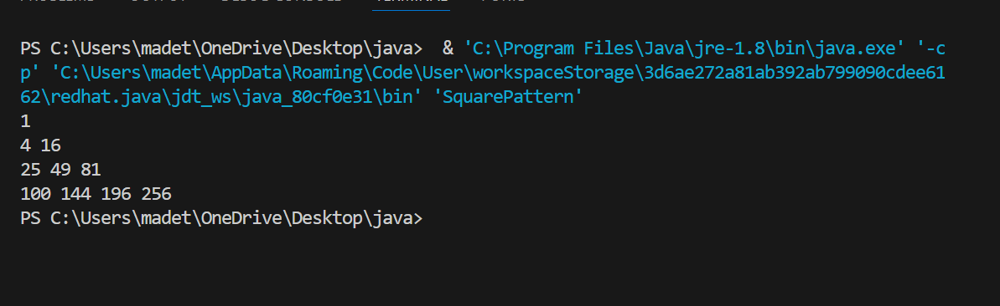 PS C:\Users\madet\OneDrive\Desktop\java>  & 'C:\Program Files\Java\jre-1.8\bin\java.exe' '-c
p' 'C:\Users\madet\AppData\Roaming\Code\User\workspaceStorage\3d6ae272a81ab392ab799090cdee61
62\redhat.java\jdt_ws\java_80cf0e31\bin' 'SquarePattern'
1
4 16
25 49 81
100 144 196 256
PS C:\Users\madet\OneDrive\Desktop\java>